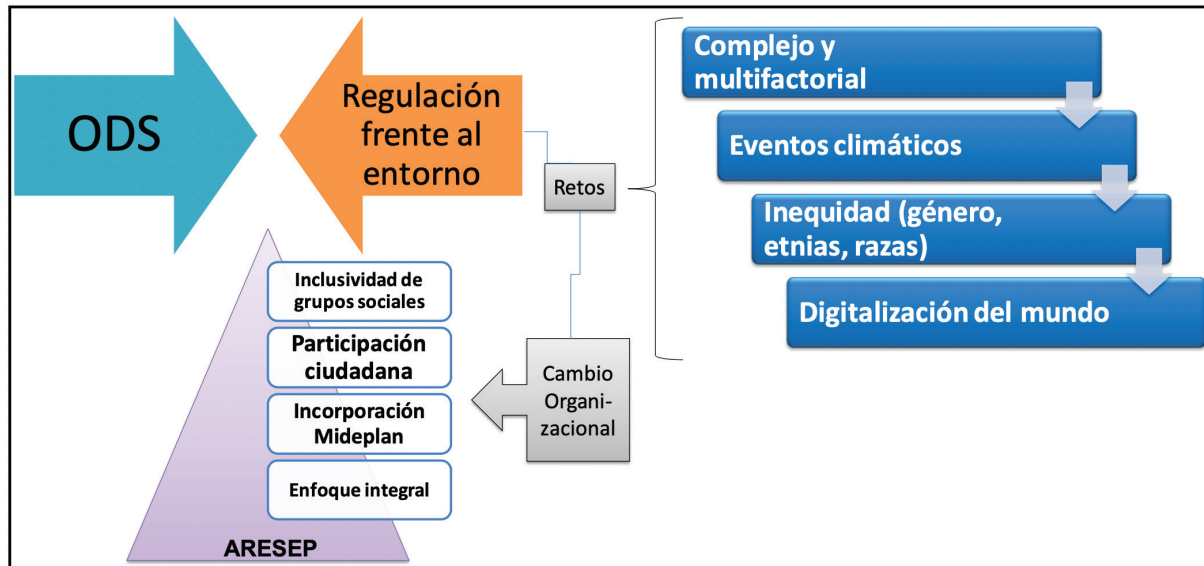 ODS
Regulación
frente al
entorno
Retos
Complejo y
multifactorial
Eventos climáticos
Inequidad (género,
etnias, razas)
Digitalización del mundo
Inclusividad de
grupos sociales
Participación
ciudadana
Incorporación
Mideplan
Enfoque integral
ARESEP
Cambio
Organi-
zacional